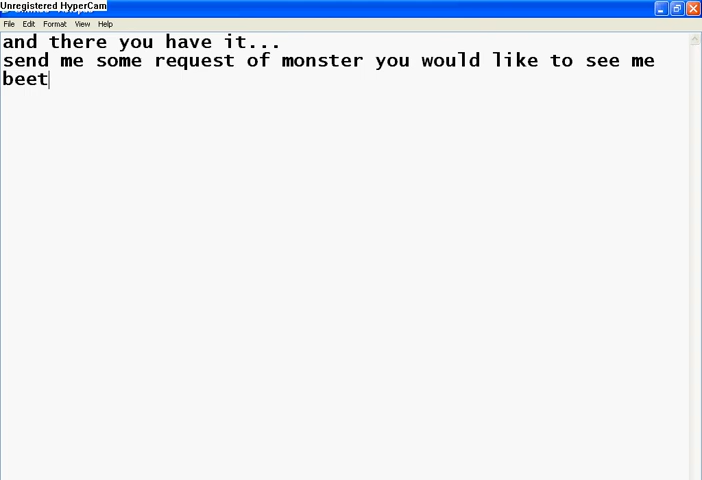 Unregistered HyperCam
File Edit Format View Help
and there you have it...
send me some request of monster you would like to see me
beet